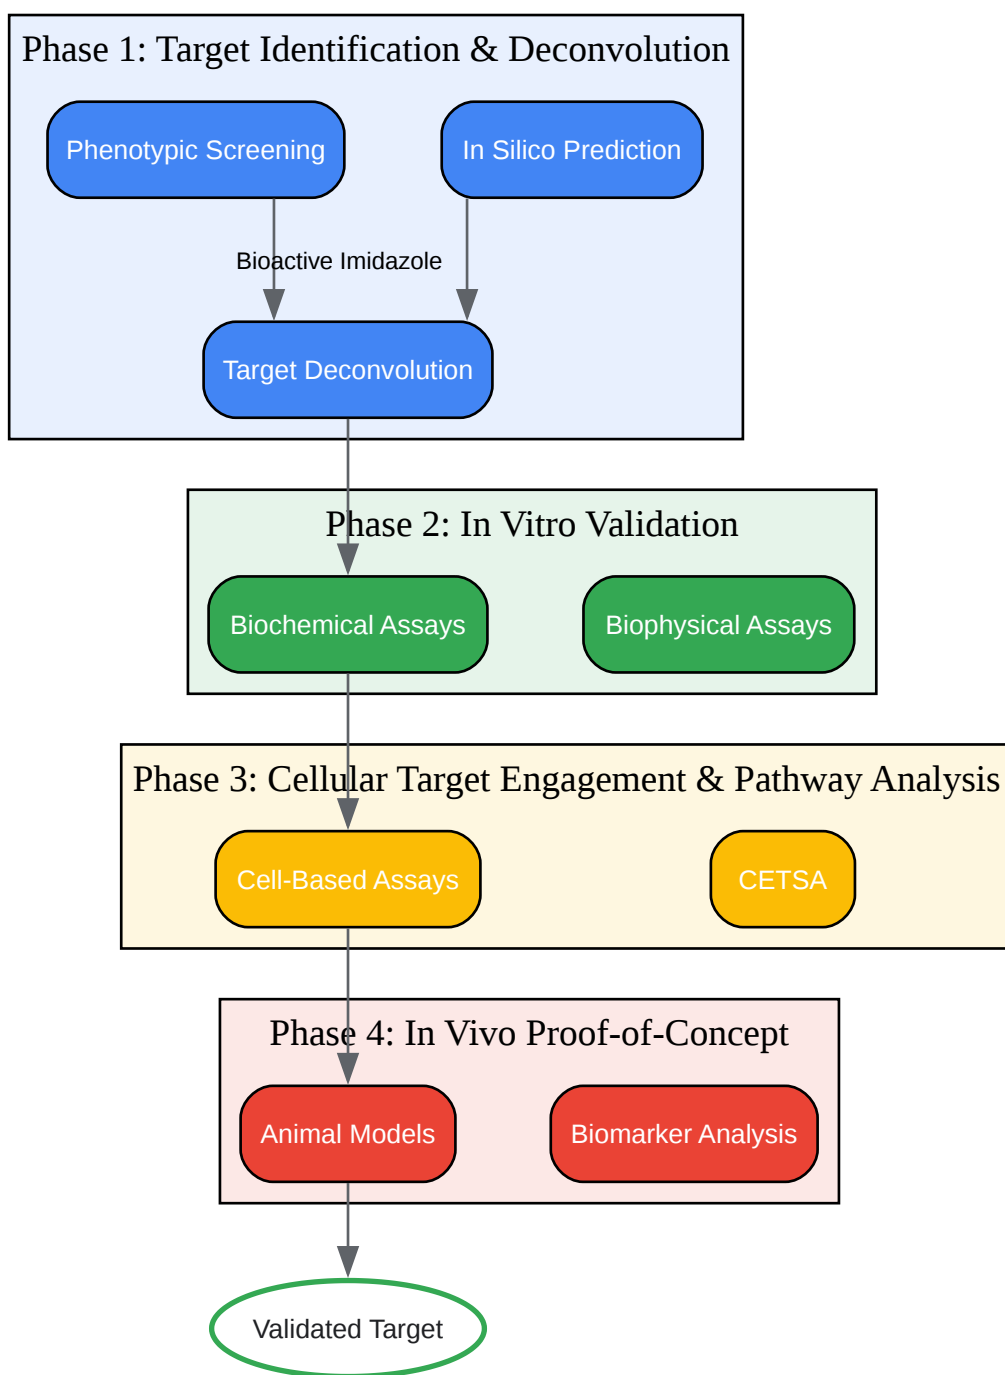 Phase 1: Target Identification & Deconvolution
Phenotypic Screening
In Silico Prediction
Bioactive Imidazole
Target Deconvolution
Phase 2: In Vitro Validation
Biochemical Assays
Biophysical Assays
Phase 3: Cellular Target Engagement & Pathway Analysis
Cell-Based Assays
CETSA
Phase 4: In Vivo Proof-of-Concept
Animal Models
Biomarker Analysis
Validated Target